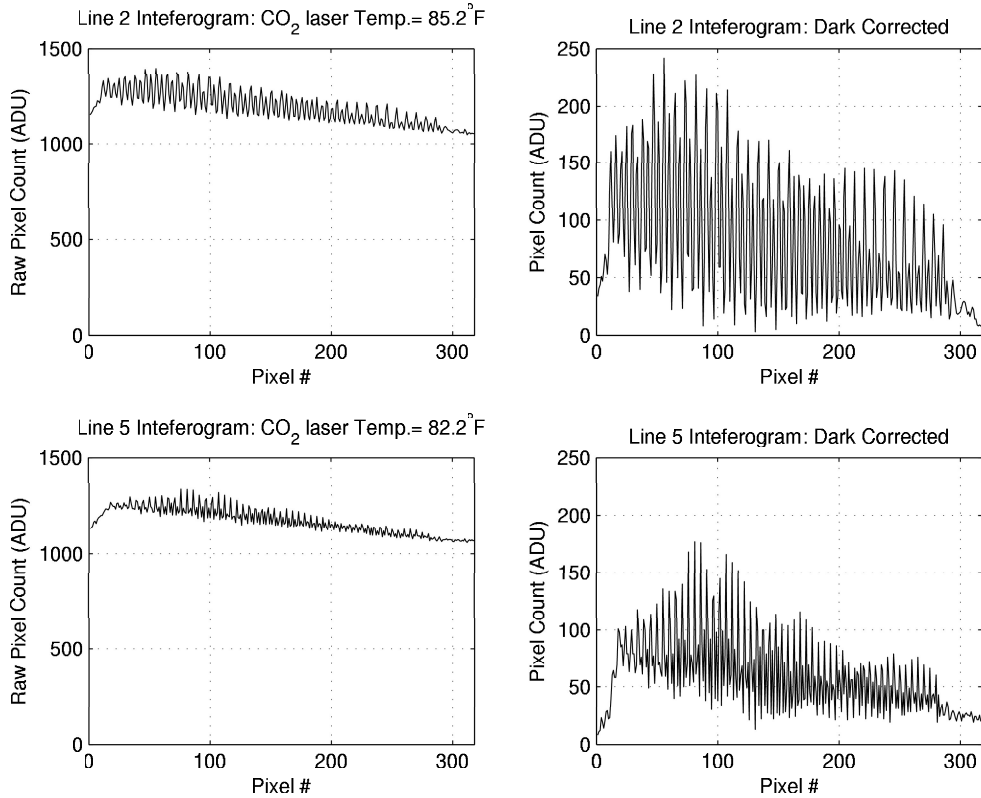 Line 2 Inteferogram: CO2 laser Temp.= 85.2°F
Raw Pixel Count (ADU)
1500
1000
500
0
0 100 200 300
Pixel #
Line 2 Inteferogram: Dark Corrected
Pixel Count (ADU)
250
200
150
100
50
0
0 100 200 300
Pixel #
Line 5 Inteferogram: CO2 laser Temp.= 82.2°F
Raw Pixel Count (ADU)
1500
1000
500
0
0 100 200 300
Pixel #
Line 5 Inteferogram: Dark Corrected
Pixel Count (ADU)
250
200
150
100
50
0
0 100 200 300
Pixel #